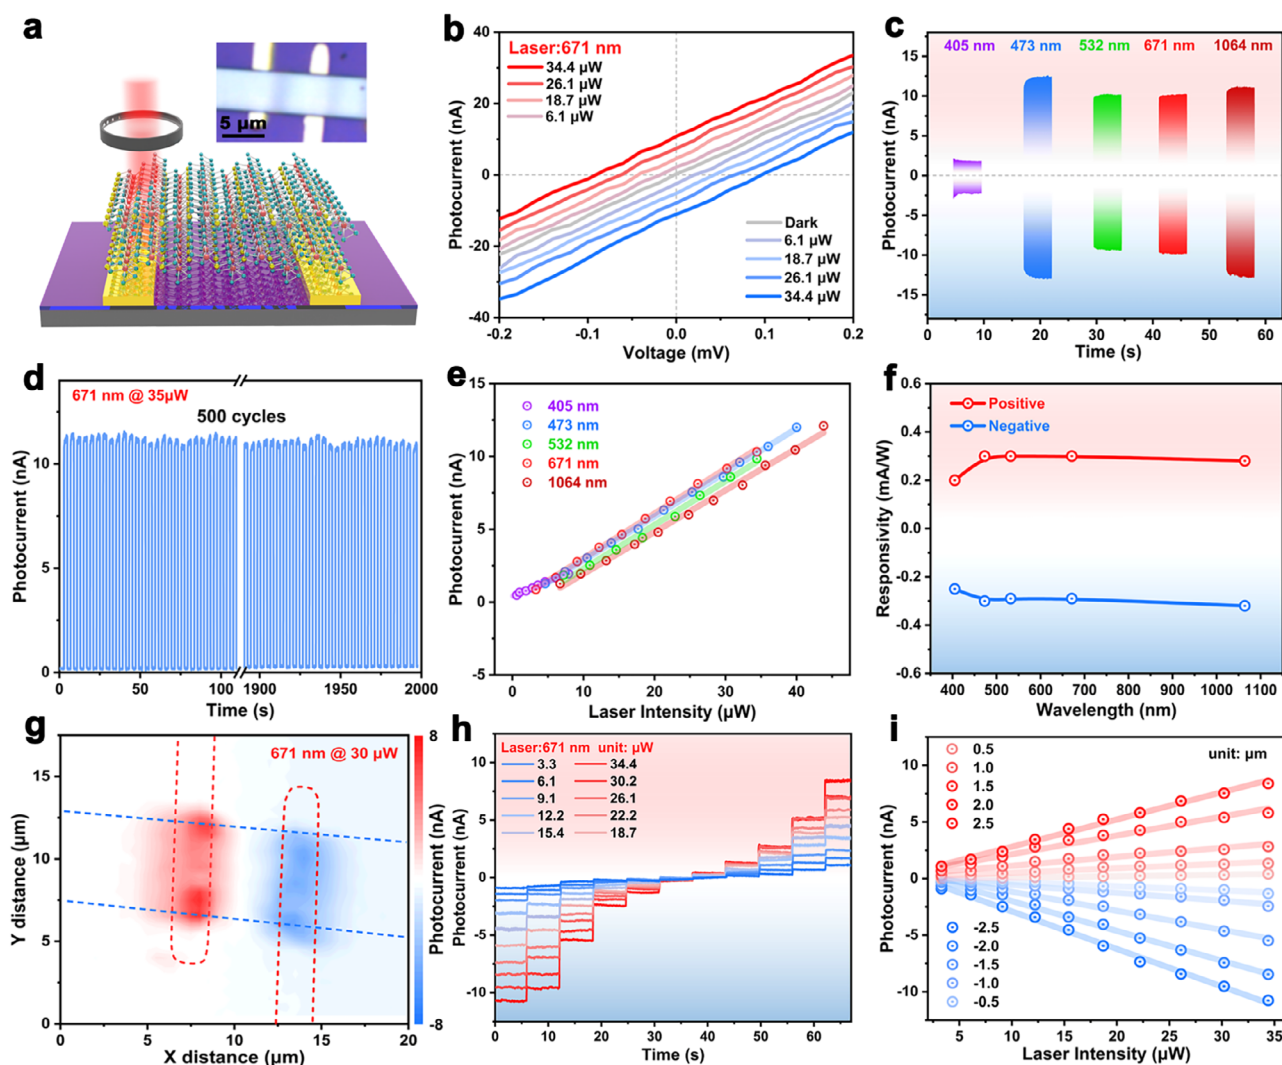 a
5 μm
b
Laser:671 nm
34.4 μW
26.1 μW
18.7 μW
6.1 μW
Dark
6.1 μW
18.7 μW
26.1 μW
34.4 μW
Photocurrent (nA)
40
20
0
-20
-40
-0.2
-0.1
0.0
0.1
0.2
Voltage (mV)
c
405 nm
473 nm
532 nm
671 nm
1064 nm
Photocurrent (nA)
15
10
5
0
-5
-10
-15
0
10
20
30
40
50
60
Time (s)
d
671 nm @ 35μW
500 cycles
Photocurrent (nA)
10
5
0
0
50
100
1900
1950
2000
Time (s)
e
405 nm
473 nm
532 nm
671 nm
1064 nm
Photocurrent (nA)
15
10
5
0
-5
0
10
20
30
40
Laser Intensity (μW)
f
Positive
Negative
Responsivity (mA/W)
0.6
0.4
0.2
0.0
-0.2
-0.4
-0.6
400
500
600
700
800
900
1000
1100
Wavelength (nm)
g
671 nm @ 30 μW
Y distance (μm)
15
10
5
0
0
5
10
15
20
X distance (μm)
8
-8
Photocurrent (nA)
h
Laser:671 nm unit: μW
3.3 34.4
6.1 30.2
9.1 26.1
12.2 22.2
15.4 18.7
Photocurrent (nA)
10
5
0
-5
-10
0
10
20
30
40
50
60
Time (s)
i
unit: μm
0.5
1.0
1.5
2.0
2.5
-2.5
-2.0
-1.5
-1.0
-0.5
Photocurrent (nA)
10
5
0
-5
-10
5
10
15
20
25
30
35
Laser Intensity (μW)